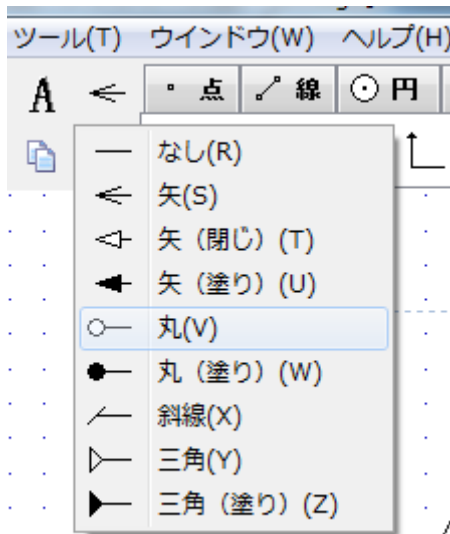 ツール(T) ウインドウ(W) ヘルプ(H)
A 点 線 円
なし(R)
矢(S)
矢（閉じ）(T)
矢（塗り）(U)
丸(V)
丸（塗り）(W)
斜線(X)
三角(Y)
三角（塗り）(Z)